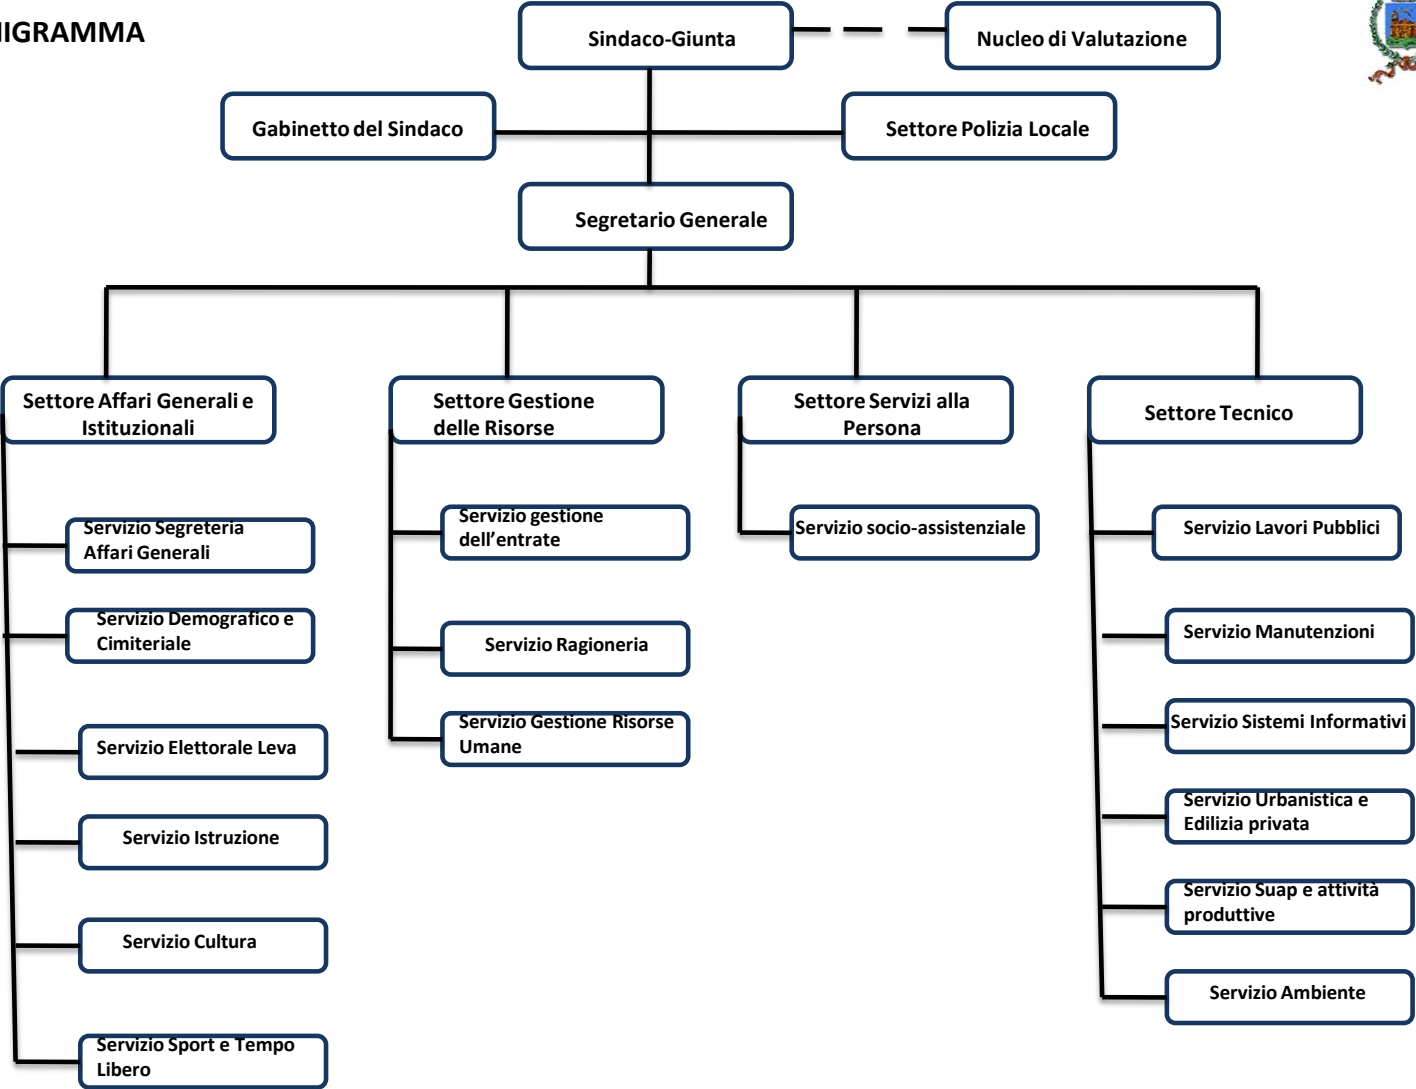 IIGRAMMA
Sindaco-Giunta
Nucleo di Valutazione
Gabinetto del Sindaco
Settore Polizia Locale
Segretario Generale
Settore Affari Generali e
Istituzionali
Settore Gestione
delle Risorse
Settore Servizi alla
Persona
Settore Tecnico
Servizio Segreteria
Affari Generali
Servizio Demografico e
Cimiteriale
Servizio Elettorale Leva
Servizio Istruzione
Servizio Cultura
Servizio Sport e Tempo
Libero
Servizio gestione
dell’entrate
Servizio Ragioneria
Servizio Gestione Risorse
Umane
Servizio socio-assistenziale
Servizio Lavori Pubblici
Servizio Manutenzioni
Servizio Sistemi Informativi
Servizio Urbanistica e
Edilizia privata
Servizio Suap e attività
produttive
Servizio Ambiente